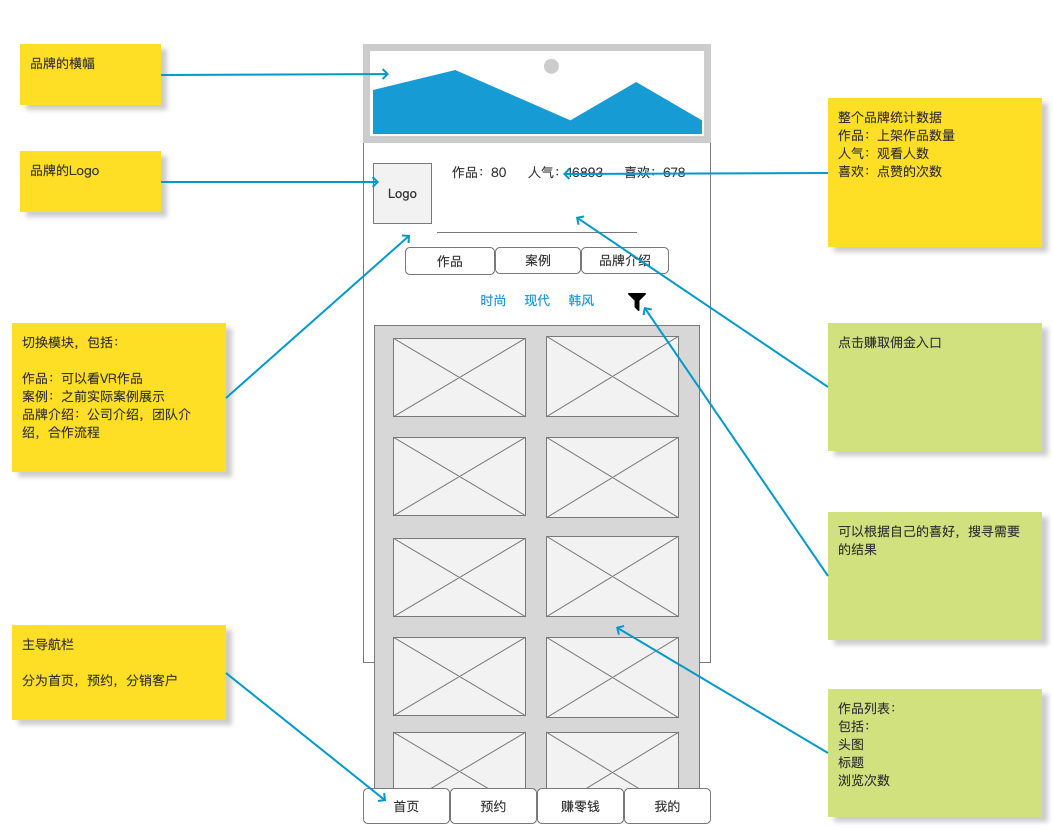 品牌的横幅
品牌的Logo
整个品牌统计数据
作品：上架作品数量
人气：观看人数
喜欢：点赞的次数
Logo
作品：80 人气：46893 喜欢：678
作品 案例 品牌介绍
时尚 现代 韩风
切换模块，包括：
作品：可以看VR作品
案例：之前实际案例展示
品牌介绍：公司介绍，团队介
绍，合作流程
点击赚取佣金入口
可以根据自己的喜好，搜寻需要
的结果
主导航栏
分为首页，预约，分销客户
作品列表：
包括：
头图
标题
浏览次数
首页 预约 赚零钱 我的